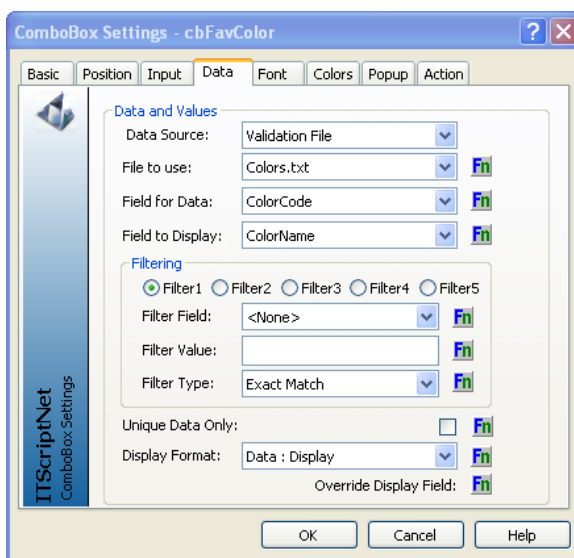 ComboBox Settings - cbFavColor
Basic Position Input Data Font Colors Popup Action
Data and Values
Data Source: Validation File
File to use: Colors.txt Fn
Field for Data: ColorCode Fn
Field to Display: ColorName Fn
Filtering
Filter1 Filter2 Filter3 Filter4 Filter5
Filter Field: <None> Fn
Filter Value: Fn
Filter Type: Exact Match Fn
Unique Data Only: Fn
Display Format: Data : Display Fn
Override Display Field: Fn
ITScriptNet
ComboBox Settings
OK Cancel Help